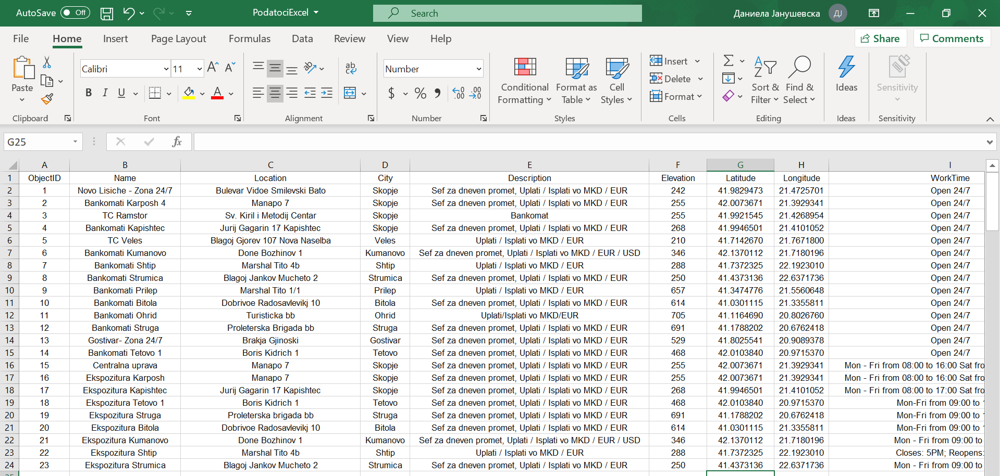 AutoSave Off PodatociExcel Search Даниела Јанушевска ДЈ
File Home Insert Page Layout Formulas Data Review View Help Share Comments
Paste Calibri 11 Number Conditional Formatting Format as Table Cell Styles Insert Delete Format Sort & Filter Find & Select Ideas Sensitivity
Clipboard Font Alignment Number Styles Cells Editing Ideas Sensitivity
G25 fx
A B C D E F G H I
1 ObjectID Name Location City Description Elevation Latitude Longitude WorkTime
2 1 Novo Lisiche - Zona 24/7 Bulevar Vidoe Smilevski Bato Skopje Sef za dneven promet, Uplati / Isplati vo MKD / EUR 242 41.9829473 21.4725701 Open 24/7
3 2 Bankomati Karposh 4 Manapo 7 Skopje Sef za dneven promet, Uplati / Isplati vo MKD / EUR 255 42.0073671 21.3929341 Open 24/7
4 3 TC Ramstor Sv. Kiril i Metodij Centar Skopje Bankomat 255 41.9921545 21.4268954 Open 24/7
5 4 Bankomati Kapishtec Jurij Gagarin 17 Kapishtec Skopje Sef za dneven promet, Uplati / Isplati vo MKD / EUR 268 41.9946501 21.4101052 Open 24/7
6 5 TC Veles Blagoj Gjorev 107 Nova Naselba Veles Uplati / Isplati vo MKD / EUR 210 41.7142670 21.7671800 Open 24/7
7 6 Bankomati Kumanovo Done Bozhinov 1 Kumanovo Sef za dneven promet, Uplati / Isplati vo MKD / EUR / USD 346 42.1370112 21.7180196 Open 24/7
8 7 Bankomati Shtip Marshal Tito 4b Shtip Uplati / Isplati vo MKD / EUR 288 41.7372325 22.1923010 Open 24/7
9 8 Bankomati Strumica Blagoj Jankov Mucheto 2 Strumica Sef za dneven promet, Uplati / Isplati vo MKD / EUR 250 41.4373136 22.6371736 Open 24/7
10 9 Bankomati Prilep Marshal Tito 1/1 Prilep Uplati / Isplati vo MKD / EUR 657 41.3474776 21.5560648 Open 24/7
11 10 Bankomati Bitola Dobrivoe Radosavlevikj 10 Bitola Sef za dneven promet, Uplati / Isplati vo MKD / EUR 614 41.0301115 21.3355811 Open 24/7
12 11 Bankomati Ohrid Turisticka bb Ohrid Uplati/Isplati vo MKD/EUR 705 41.1164690 20.8026760 Open 24/7
13 12 Bankomati Struga Proleterska Brigada bb Struga Sef za dneven promet, Uplati / Isplati vo MKD / EUR 691 41.1788202 20.6762418 Open 24/7
14 13 Gostivar- Zona 24/7 Brakja Gjinoski Gostivar Sef za dneven promet, Uplati / Isplati vo MKD / EUR 529 41.8025541 20.9089378 Open 24/7
15 14 Bankomati Tetovo 1 Boris Kidrich 1 Tetovo Sef za dneven promet, Uplati / Isplati vo MKD / EUR 468 42.0103840 20.9715370 Open 24/7
16 15 Centralna uprava Manapo 7 Skopje Sef za dneven promet, Uplati / Isplati vo MKD / EUR 255 42.0073671 21.3929341 Mon - Fri from 08:00 to 16:00 Sat fro
17 16 Ekspozitura Karposh Manapo 7 Skopje Sef za dneven promet, Uplati / Isplati vo MKD / EUR 255 42.0073671 21.3929341 Mon - Fri from 08:00 to 16:00 Sat fro
18 17 Ekspozitura Kapishtec Jurij Gagarin 17 Kapishtec Skopje Sef za dneven promet, Uplati / Isplati vo MKD / EUR 268 41.9946501 21.4101052 Mon - Fri from 08:00 to 17:00 Sat fro
19 18 Ekspozitura Tetovo 1 Boris Kidrich 1 Tetovo Sef za dneven promet, Uplati / Isplati vo MKD / EUR 468 42.0103840 20.9715370 Mon-Fri from 09:00 to
20 19 Ekspozitura Struga Proleterska brigada bb Struga Sef za dneven promet, Uplati / Isplati vo MKD / EUR 691 41.1788202 20.6762418 Mon-Fri from 09:00 to
21 20 Ekspozitura Bitola Dobrivoe Radosavlevikj 10 Bitola Sef za dneven promet, Uplati / Isplati vo MKD / EUR 614 41.0301115 21.3355811 Mon-Fri from 09:00 to
22 21 Ekspozitura Kumanovo Done Bozhinov 1 Kumanovo Sef za dneven promet, Uplati / Isplati vo MKD / EUR / USD 346 42.1370112 21.7180196 Mon - Fri from 09:00 to
23 22 Ekspozitura Shtip Marshal Tito 4b Shtip Uplati / Isplati vo MKD / EUR 288 41.7372325 22.1923010 Closes: 5PM; Reopens:
24 23 Ekspozitura Strumica Blagoj Jankov Mucheto 2 Strumica Sef za dneven promet, Uplati / Isplati vo MKD / EUR 250 41.4373136 22.6371736 Mon - Fri from 09:00 to